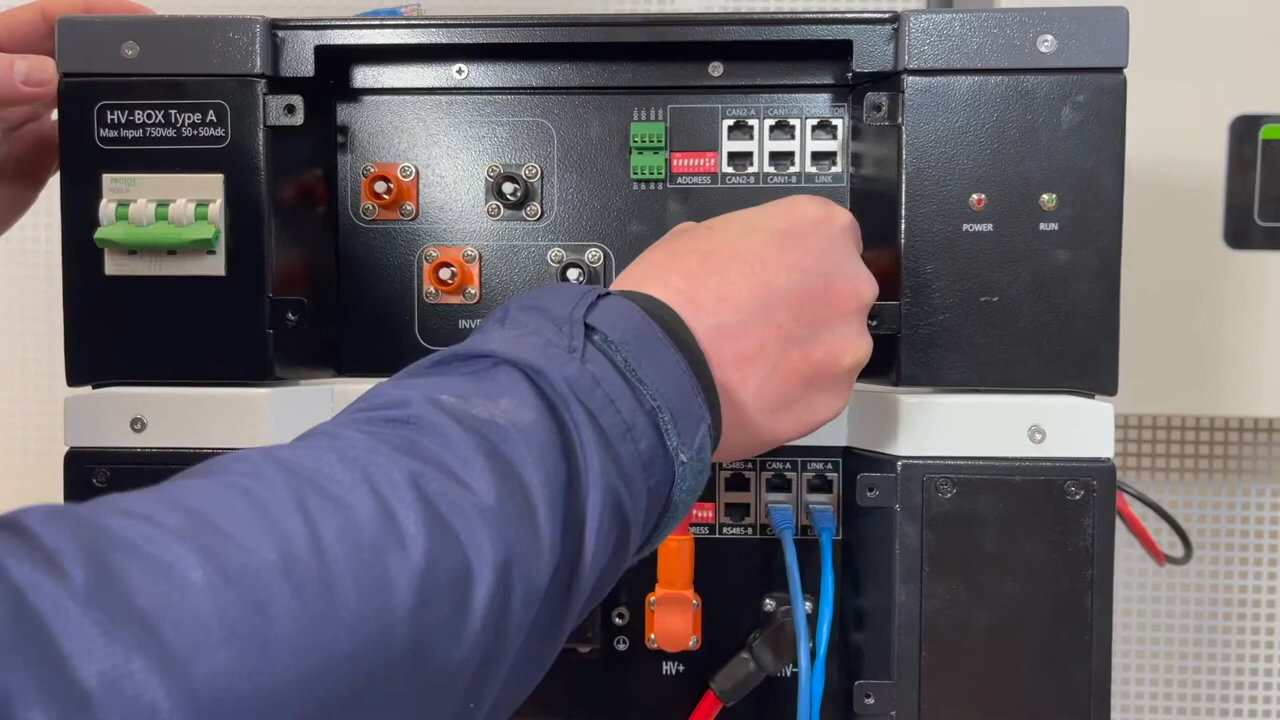 HV-BOX Type A
Max Input 750Vdc 50+50Adc
PROJOY
CAN2-A
CAN1-A
ADDRESS
CAN2-B
CAN1-B
LINK
POWER
RUN
RS485-A
CAN-A
LINK-A
RS485-B
HV+